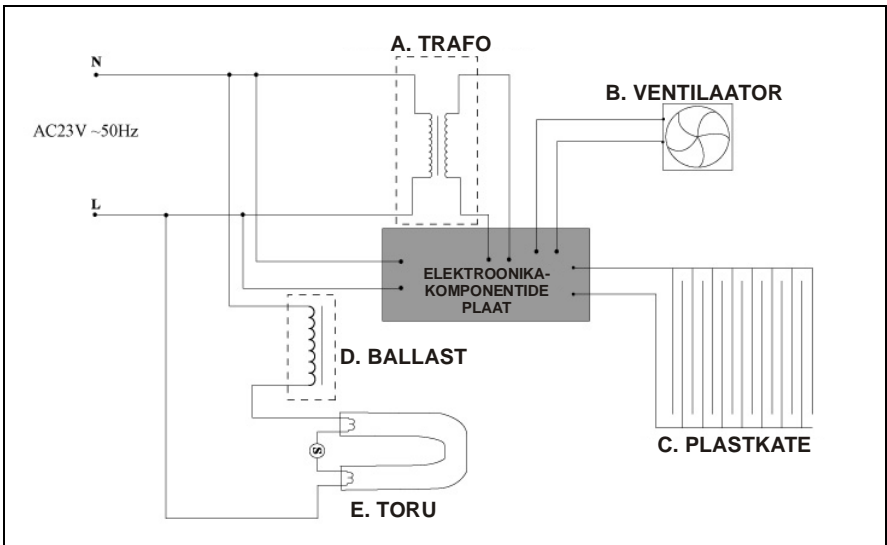 A. TRAFO
N
B. VENTILAATOR
AC23V ~50Hz
L
ELEKTROONIKA-
KOMPONENTIDE
PLAAT
D. BALLAST
C. PLASTKATE
S
E. TORU